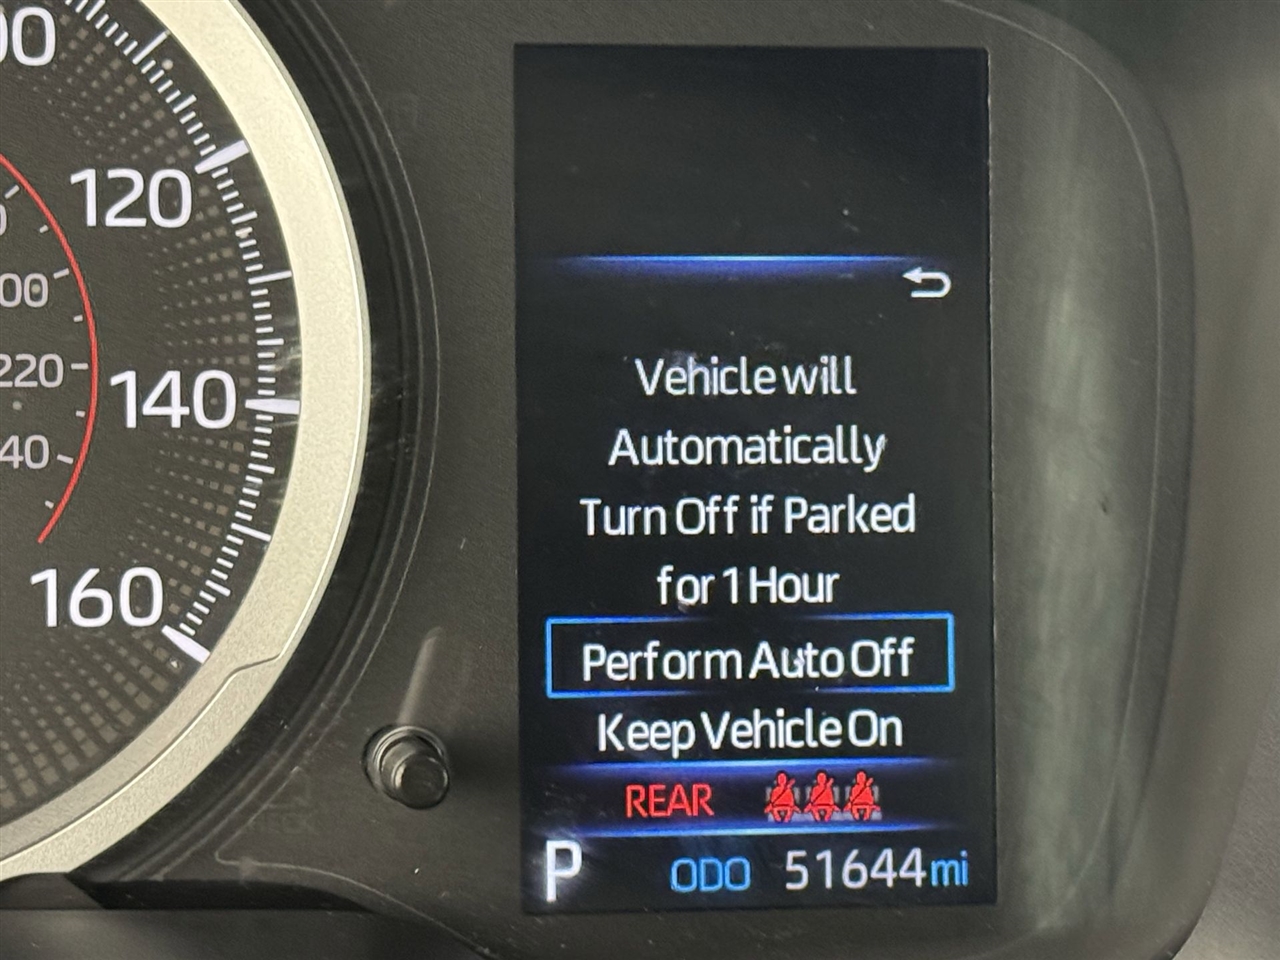 120
140
160
220
Vehicle will
Automatically
Turn Off if Parked
for 1 Hour
Perform Auto Off
Keep Vehicle On
REAR
P ODO 51644 mi